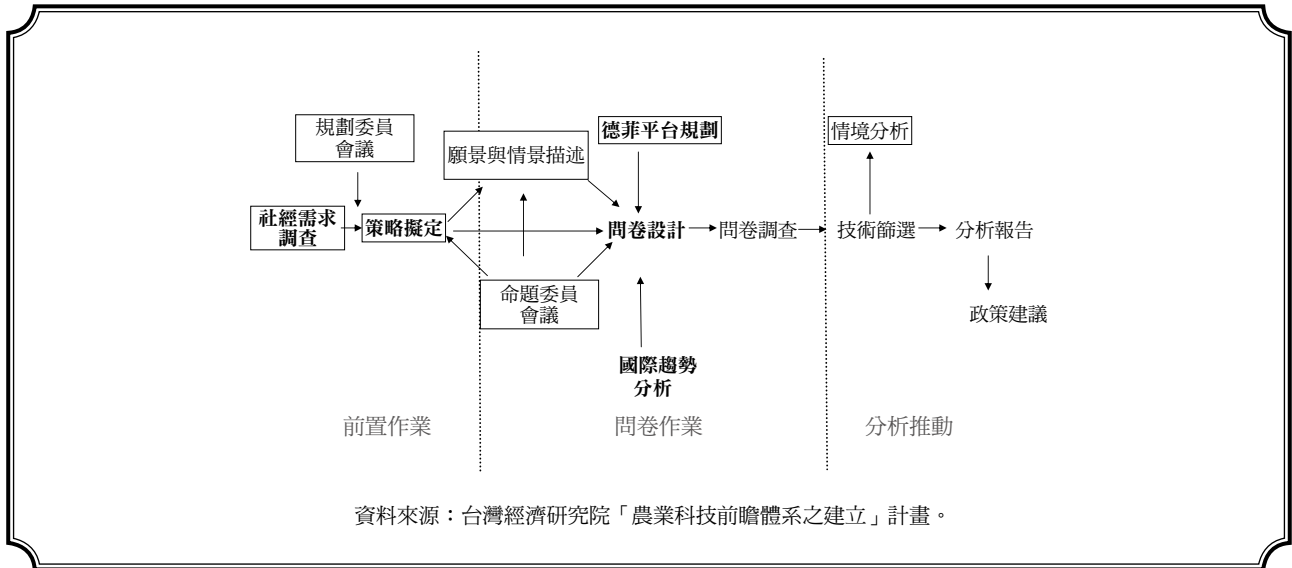 規劃委員
會議
願景與情景描述
德菲平台規劃
情境分析
社經需求
調查
策略擬定
問卷設計
問卷調查
技術篩選
分析報告
命題委員
會議
政策建議
國際趨勢
分析
前置作業
問卷作業
分析推動
資料來源：台灣經濟研究院「農業科技前瞻體系之建立」計畫。